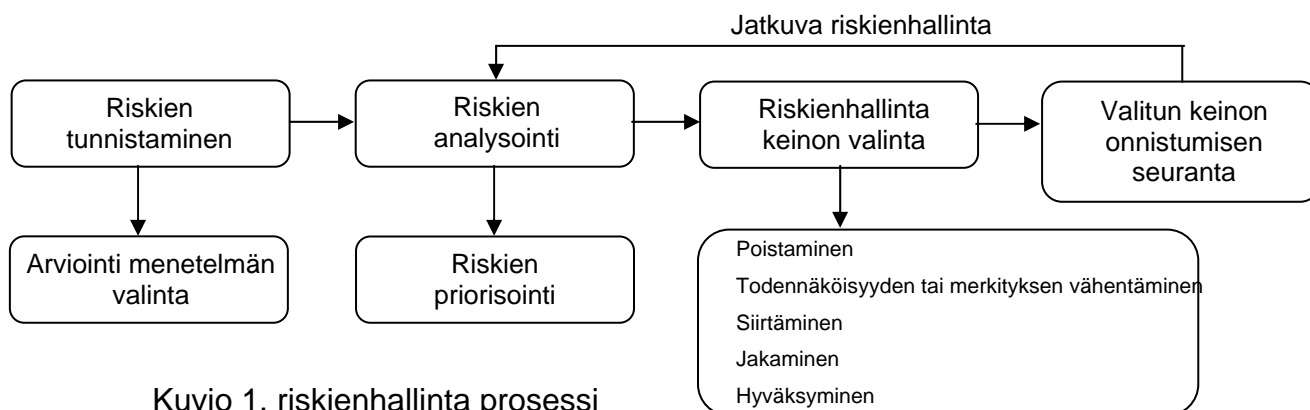 Jatkuva riskienhallinta
Riskien
tunnistaminen
Riskien
analysointi
Riskienhallinta
keinon valinta
Valitun keinon
onnistumisen
seuranta
Arviointi menetelmän
valinta
Riskien
priorisointi
Poistaminen
Todennäköisyyden tai merkityksen vähentäminen
Siirtäminen
Jakaminen
Hyväksyminen
Kuvio 1. riskienhallinta prosessi